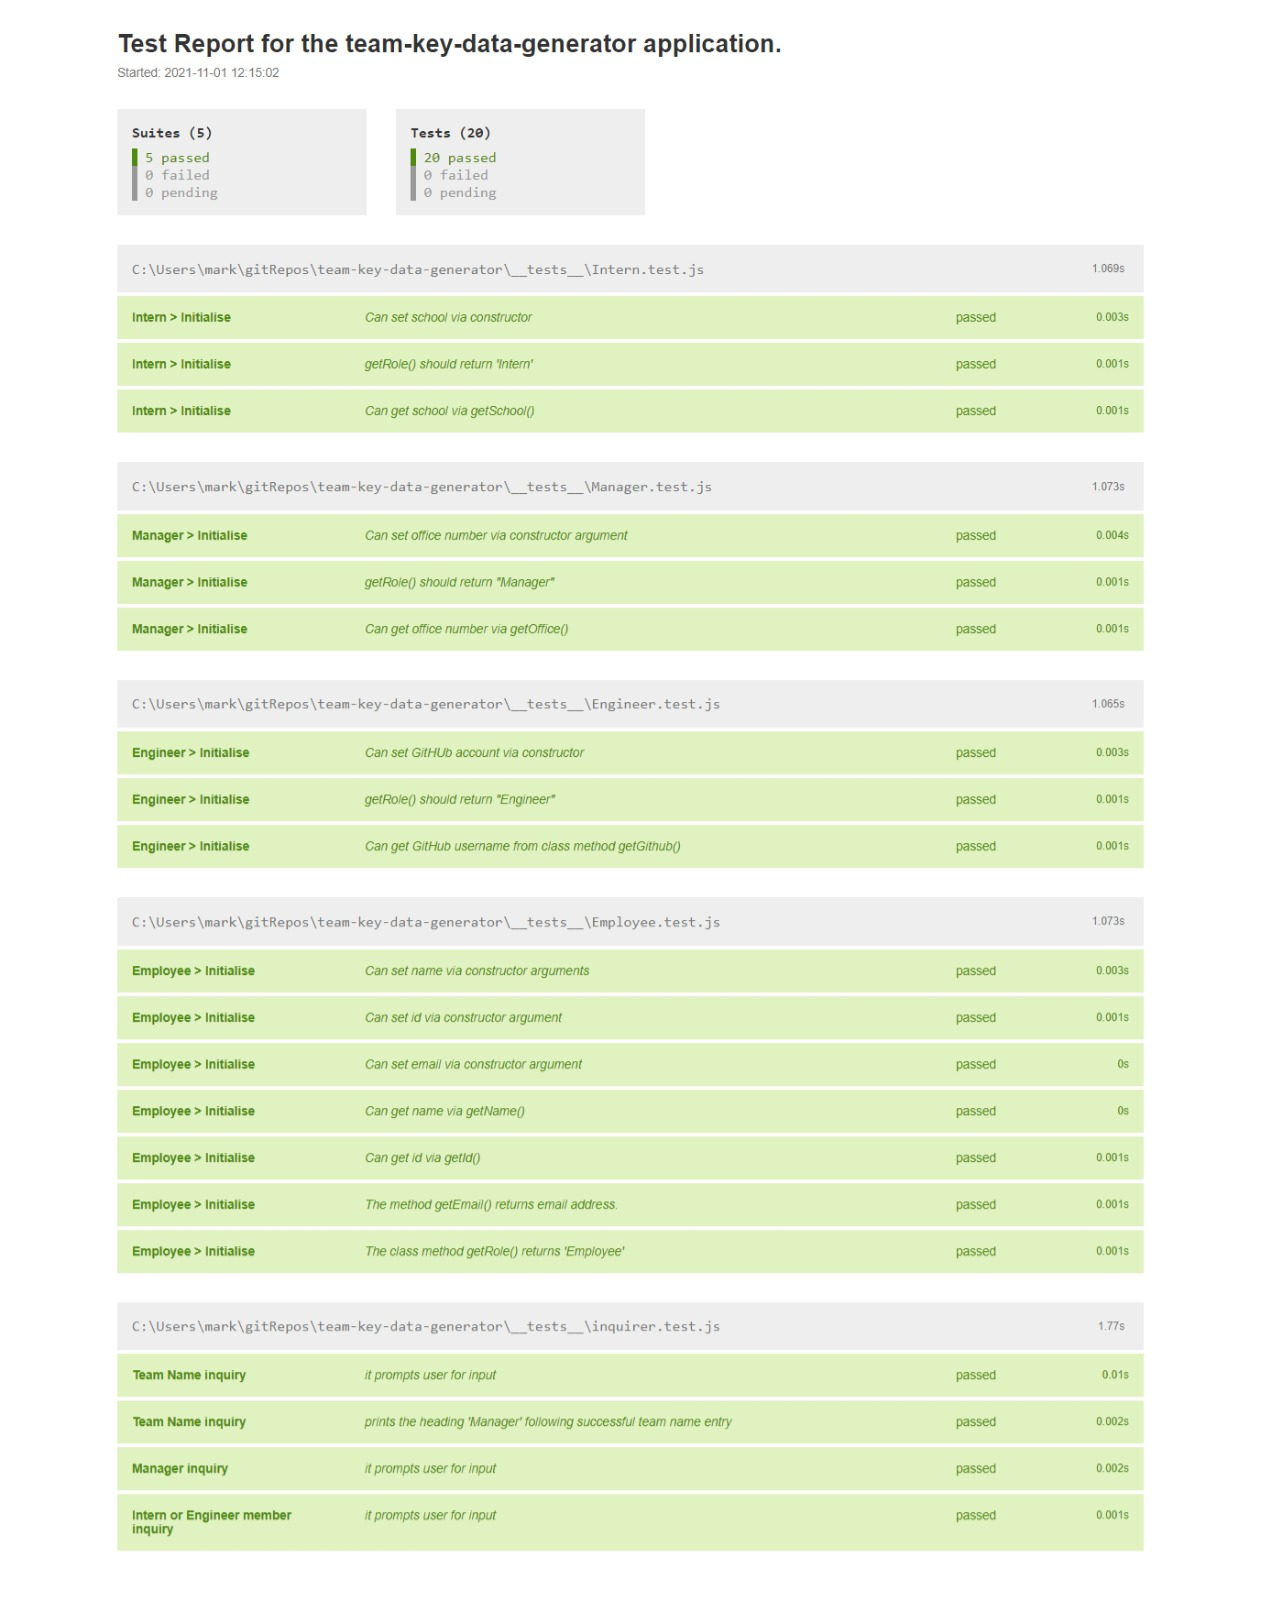 Test Report for the team-key-data-generator application.
Started: 2021-11-01 12:15:02
Suites (5)
5 passed
0 failed
0 pending
Tests (20)
20 passed
0 failed
0 pending
C:\Users\mark\gitRepos\team-key-data-generator\__tests__\Intern.test.js 1.069s
Intern > Initialise Can set school via constructor passed 0.003s
Intern > Initialise getRole() should return 'Intern' passed 0.001s
Intern > Initialise Can get school via getSchool() passed 0.001s
C:\Users\mark\gitRepos\team-key-data-generator\__tests__\Manager.test.js 1.073s
Manager > Initialise Can set office number via constructor argument passed 0.004s
Manager > Initialise getRole() should return "Manager" passed 0.001s
Manager > Initialise Can get office number via getOffice() passed 0.001s
C:\Users\mark\gitRepos\team-key-data-generator\__tests__\Engineer.test.js 1.065s
Engineer > Initialise Can set GitHUb account via constructor passed 0.003s
Engineer > Initialise getRole() should return "Engineer" passed 0.001s
Engineer > Initialise Can get GitHub username from class method getGithub() passed 0.001s
C:\Users\mark\gitRepos\team-key-data-generator\__tests__\Employee.test.js 1.073s
Employee > Initialise Can set name via constructor arguments passed 0.003s
Employee > Initialise Can set id via constructor argument passed 0.001s
Employee > Initialise Can set email via constructor argument passed 0s
Employee > Initialise Can get name via getName() passed 0s
Employee > Initialise Can get id via getId() passed 0.001s
Employee > Initialise The method getEmail() returns email address. passed 0.001s
Employee > Initialise The class method getRole() returns 'Employee' passed 0.001s
C:\Users\mark\gitRepos\team-key-data-generator\__tests__\inquirer.test.js 1.77s
Team Name inquiry it prompts user for input passed 0.01s
Team Name inquiry prints the heading 'Manager' following successful team name entry passed 0.002s
Manager inquiry it prompts user for input passed 0.002s
Intern or Engineer member it prompts user for input passed 0.001s
inquiry